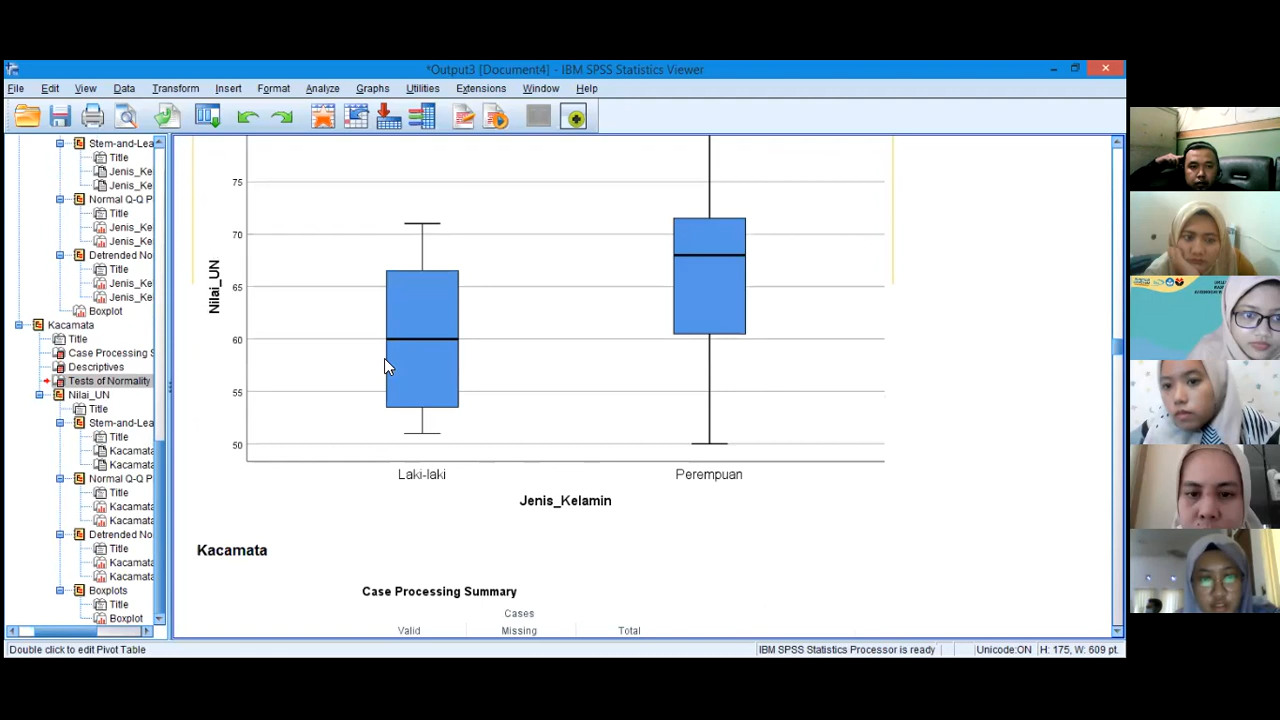 *Output3 [Document4] - IBM SPSS Statistics Viewer
File Edit View Data Transform Insert Format Analyze Graphs Utilities Extensions Window Help
Stem-and-Lea
Title
Jenis_Ke
Jenis_Ke
Normal Q-Q P
Title
Jenis_Ke
Jenis_Ke
Detrended No
Title
Jenis_Ke
Jenis_Ke
Boxplot
Kacamata
Title
Case Processing S
Descriptives
Tests of Normality
Nilai_UN
Title
Stem-and-Lea
Title
Kacamata
Kacamata
Normal Q-Q P
Title
Kacamata
Kacamata
Detrended No
Title
Kacamata
Kacamata
Boxplots
Title
Boxplot
Nilai_UN
75
70
65
60
55
50
Laki-laki Perempuan
Jenis_Kelamin
Kacamata
Case Processing Summary
Cases
Valid Missing Total
Double click to edit Pivot Table IBM SPSS Statistics Processor is ready Unicode:ON H: 175, W: 609 pt.